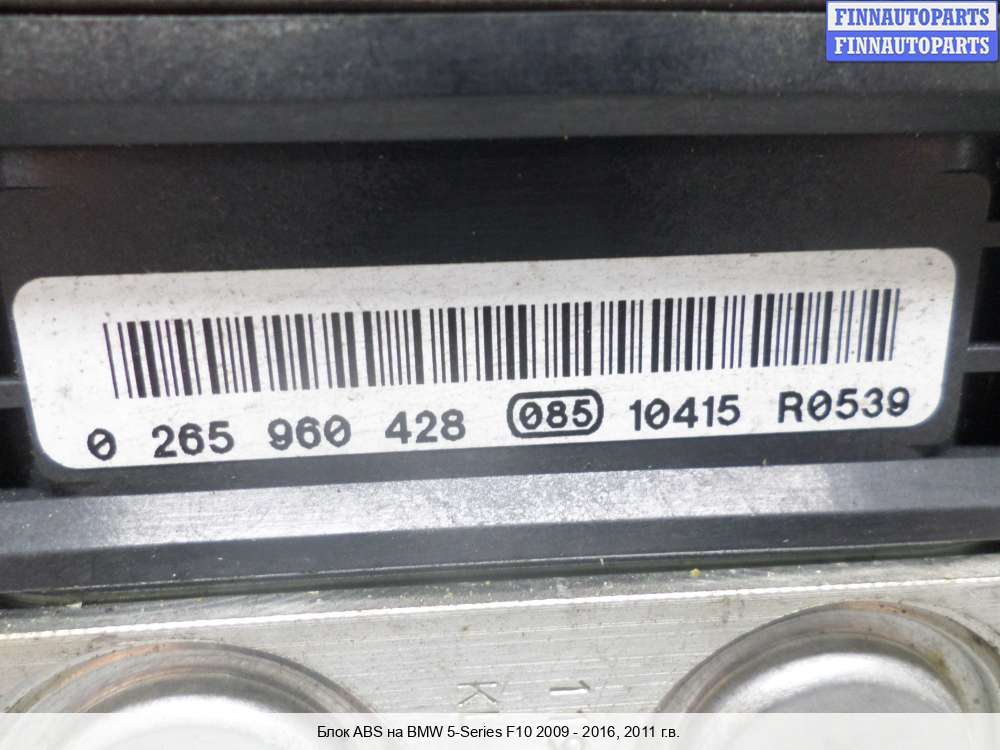 FINNAUTOPARTS
FINNAUTOPARTS
0 265 960 428 085 10415 R0539
1
K
Блок ABS на BMW 5-Series F10 2009 - 2016, 2011 г.в.